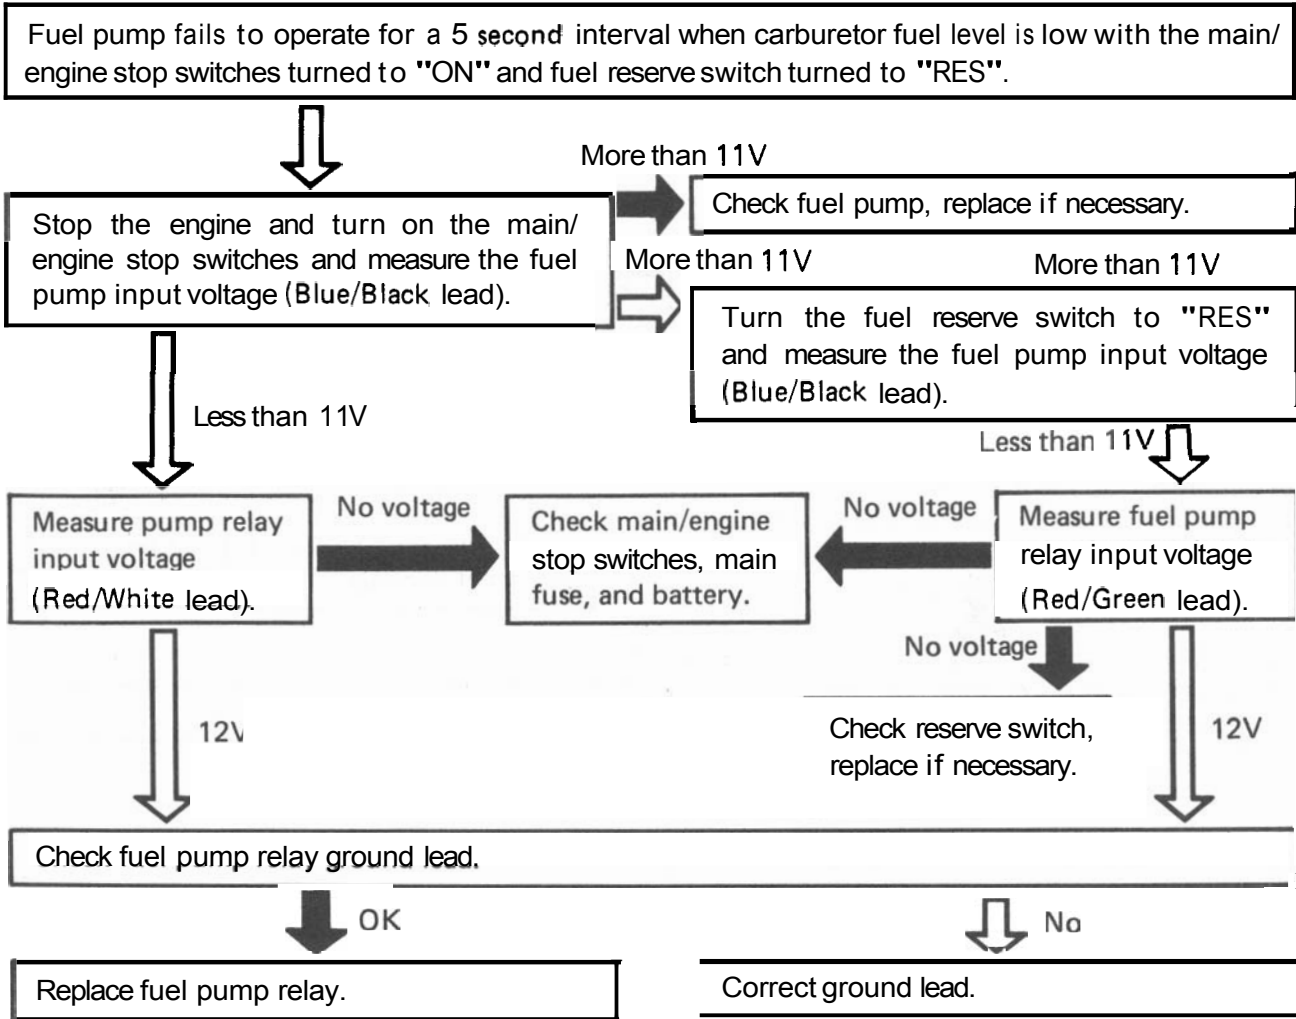 Fuel pump fails to operate for a 5 second interval when carburetor fuel level is low with the main/
engine stop switches turned to "ON" and fuel reserve switch turned to "RES".
More than 11V
Stop the engine and turn on the main/
engine stop switches and measure the fuel
pump input voltage (Blue/Black lead).
Check fuel pump, replace if necessary.
More than 11V
More than 11V
Turn the fuel reserve switch to "RES"
and measure the fuel pump input voltage
(Blue/Black lead).
Less than 11V
Less than 11V
Measure pump relay
input voltage
(Red/White lead).
No voltage
Check main/engine
stop switches, main
fuse, and battery.
No voltage
Measure fuel pump
relay input voltage
(Red/Green lead).
No voltage
Check reserve switch,
replace if necessary.
12V
12V
Check fuel pump relay ground lead.
OK
No
Replace fuel pump relay.
Correct ground lead.